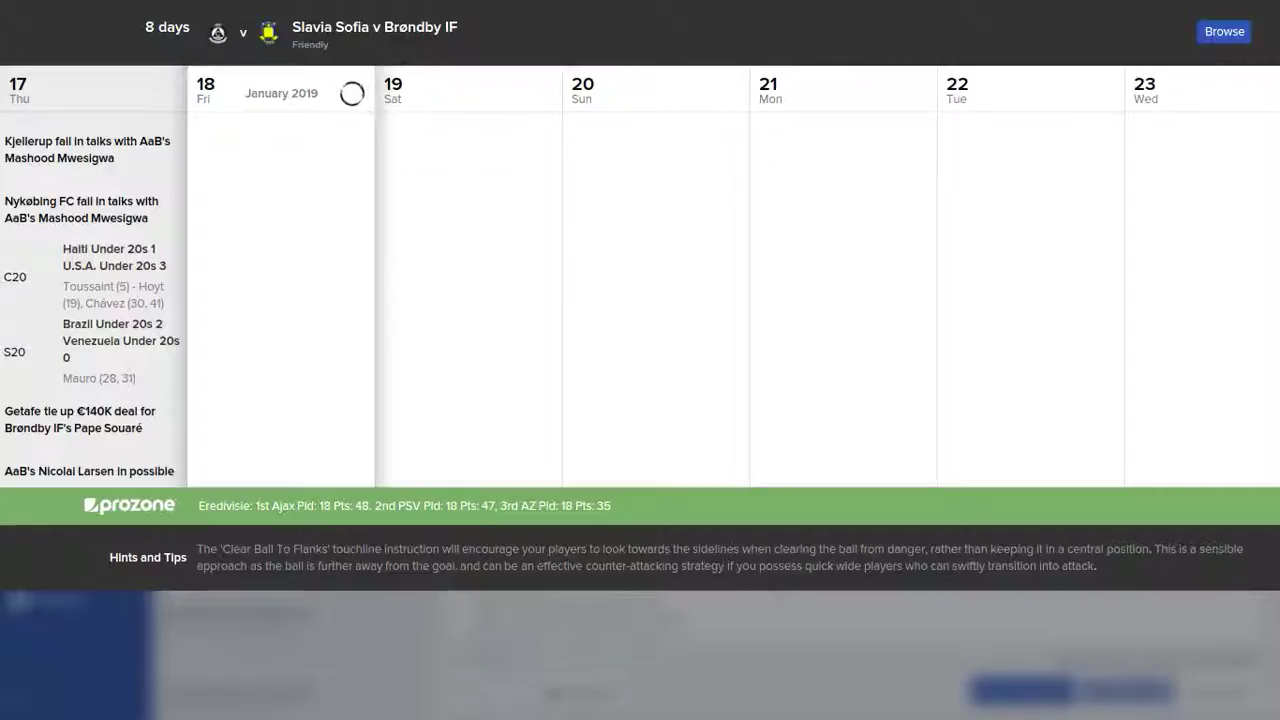 8 days v Slavia Sofia v Brøndby IF
Friendly
Browse
17
Thu
18
Fri
January 2019
19
Sat
20
Sun
21
Mon
22
Tue
23
Wed
Kjellerup fail in talks with AaB's
Mashood Mwesigwa
Nykøbing FC fail in talks with
AaB's Mashood Mwesigwa
C20
Haiti Under 20s 1
U.S.A. Under 20s 3
Toussaint (5) - Hoyt
(19), Chávez (30, 41)
S20
Brazil Under 20s 2
Venezuela Under 20s
0
Mauro (28, 31)
Getafe tie up €140K deal for
Brøndby IF's Pape Souaré
AaB's Nicolai Larsen in possible
prozone
Eredivisie: 1st Ajax Pld: 18 Pts: 48, 2nd PSV Pld: 18 Pts: 47, 3rd AZ Pld: 18 Pts: 35
Hints and Tips
The 'Clear Ball To Flanks' touchline instruction will encourage your players to look towards the sidelines when clearing the ball from danger, rather than keeping it in a central position. This is a sensible
approach as the ball is further away from the goal, and can be an effective counter-attacking strategy if you possess quick wide players who can swiftly transition into attack.